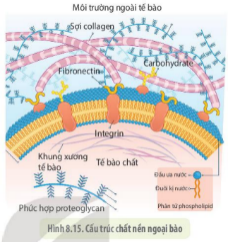 Môi trường ngoài tế bào
Sợi collagen
Carbohydrate
Fibronectin
Integrin
Khung xương
tế bào
Tế bào chất
Đầu ưa nước
Đuôi kị nước
Phân tử phospholipid
Phức hợp proteoglycan
Hình 8.15. Cấu trúc chất nền ngoại bào